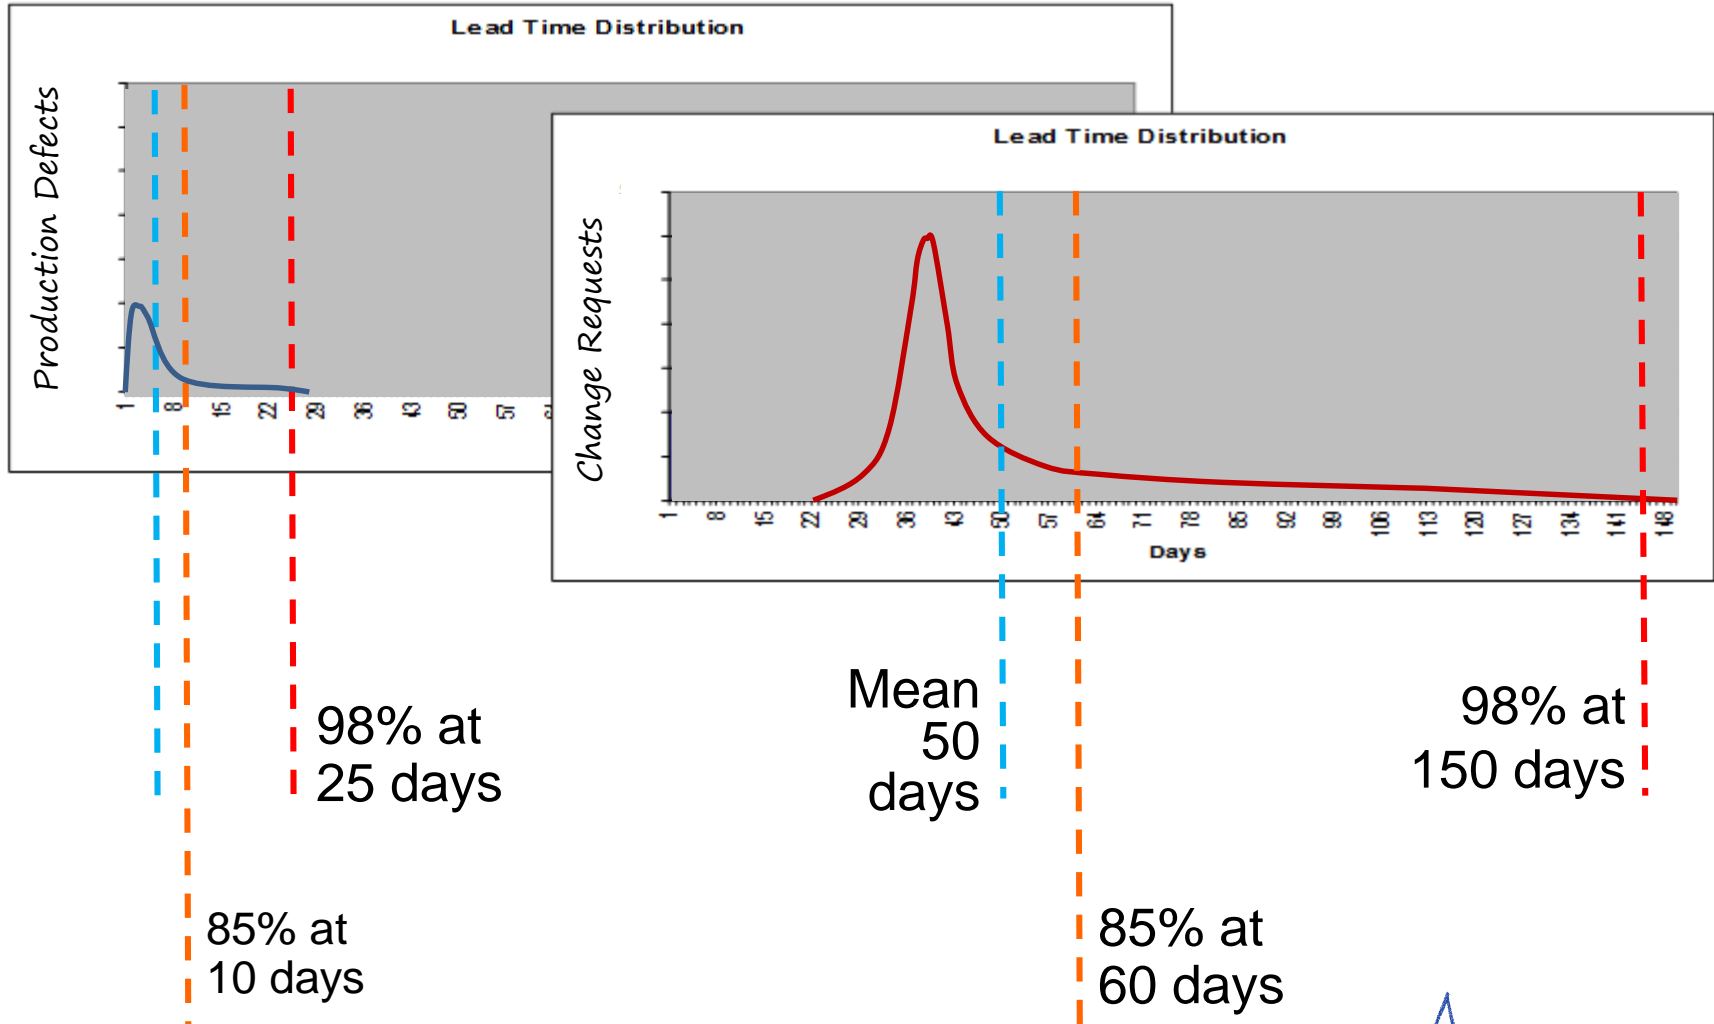 Lead Time Distribution
Production Defects
1 8 15 22 29 36 43 50 57
Lead Time Distribution
Change Requests
1 8 15 22 29 36 43 50 57 64 71 78 85 92 99 106 113 120 127 134 141 148
Days
Mean
50
days
98% at
25 days
98% at
150 days
85% at
10 days
85% at
60 days